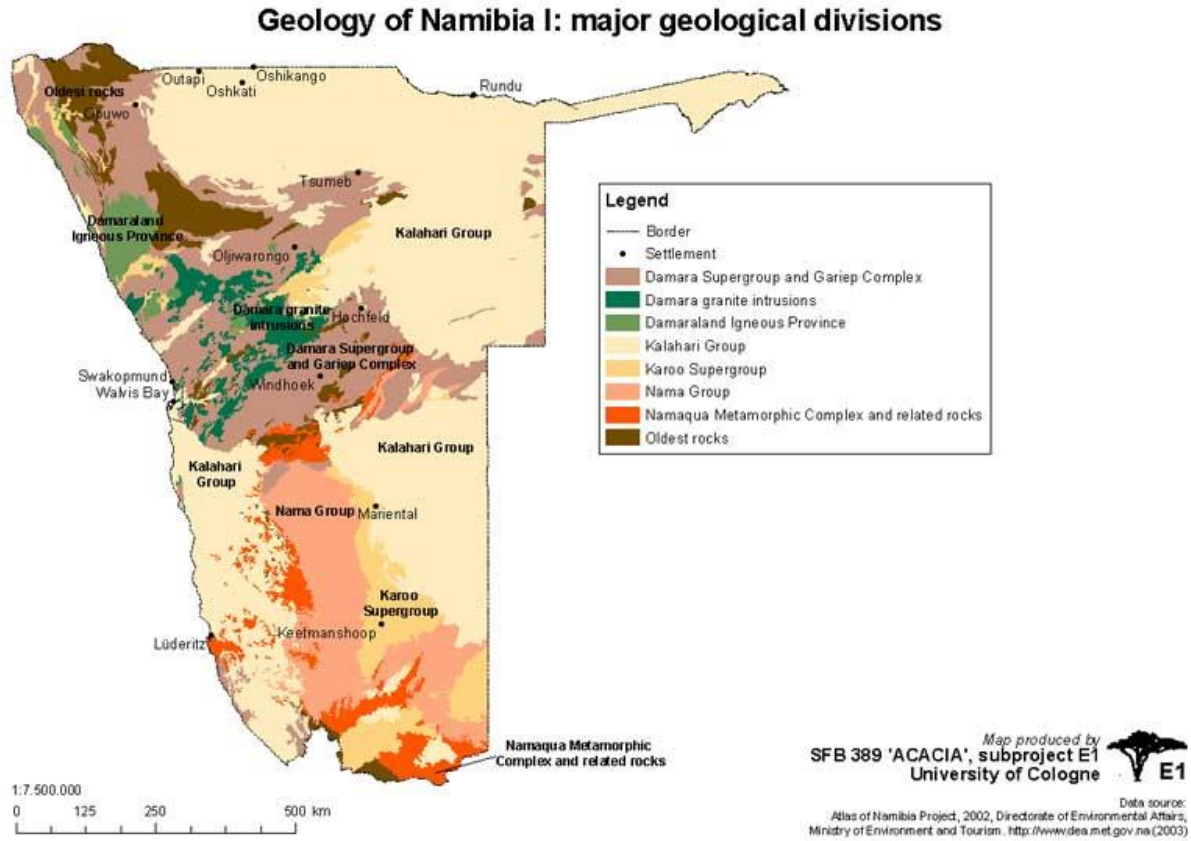 Geology of Namibia I: major geological divisions
Outapi
Oshikango
Oshkati
Rundu
Oldest rocks
Opuwo
Tsumeb
Damaraland
Igneous Province
Kalahari Group
Otjiwarongo
Damara granite
intrusions
Hochfeld
Damara Supergroup
and Gariep Complex
Swakopmund
Walvis Bay
Windhoek
Kalahari Group
Kalahari
Group
Nama Group
Mariental
Karoo
Supergroup
Keetmanshoop
Lüderitz
Namaqua Metamorphic
Complex and related rocks
Legend
Border
Settlement
Damara Supergroup and Gariep Complex
Damara granite intrusions
Damaraland Igneous Province
Kalahari Group
Karoo Supergroup
Nama Group
Namaqua Metamorphic Complex and related rocks
Oldest rocks
1:7.500.000
0 125 250 500 km
Map produced by
SFB 389 'ACACIA', subproject E1
University of Cologne
E1
Data source:
Atlas of Namibia Project, 2002, Directorate of Environmental Affairs,
Ministry of Environment and Tourism. http://www.dea.met.gov.na (2003)